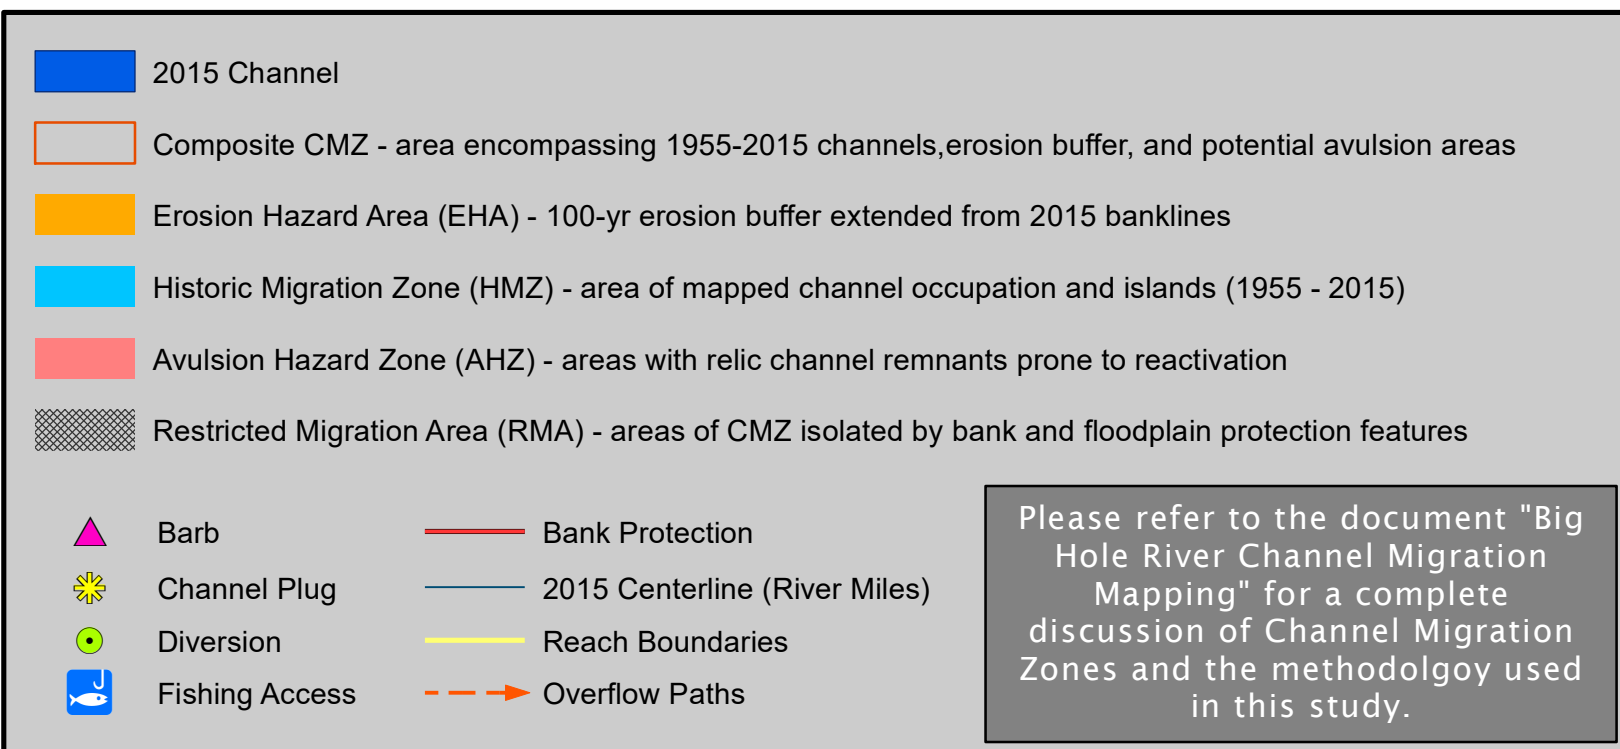 2015 Channel
Composite CMZ - area encompassing 1955-2015 channels,erosion buffer, and potential avulsion areas
Erosion Hazard Area (EHA) - 100-yr erosion buffer extended from 2015 banklines
Historic Migration Zone (HMZ) - area of mapped channel occupation and islands (1955 - 2015)
Avulsion Hazard Zone (AHZ) - areas with relic channel remnants prone to reactivation
Restricted Migration Area (RMA) - areas of CMZ isolated by bank and floodplain protection features
Barb
Channel Plug
Diversion
Fishing Access
Bank Protection
2015 Centerline (River Miles)
Reach Boundaries
Overflow Paths
Please refer to the document "Big
Hole River Channel Migration
Mapping" for a complete
discussion of Channel Migration
Zones and the methodolgoy used
in this study.